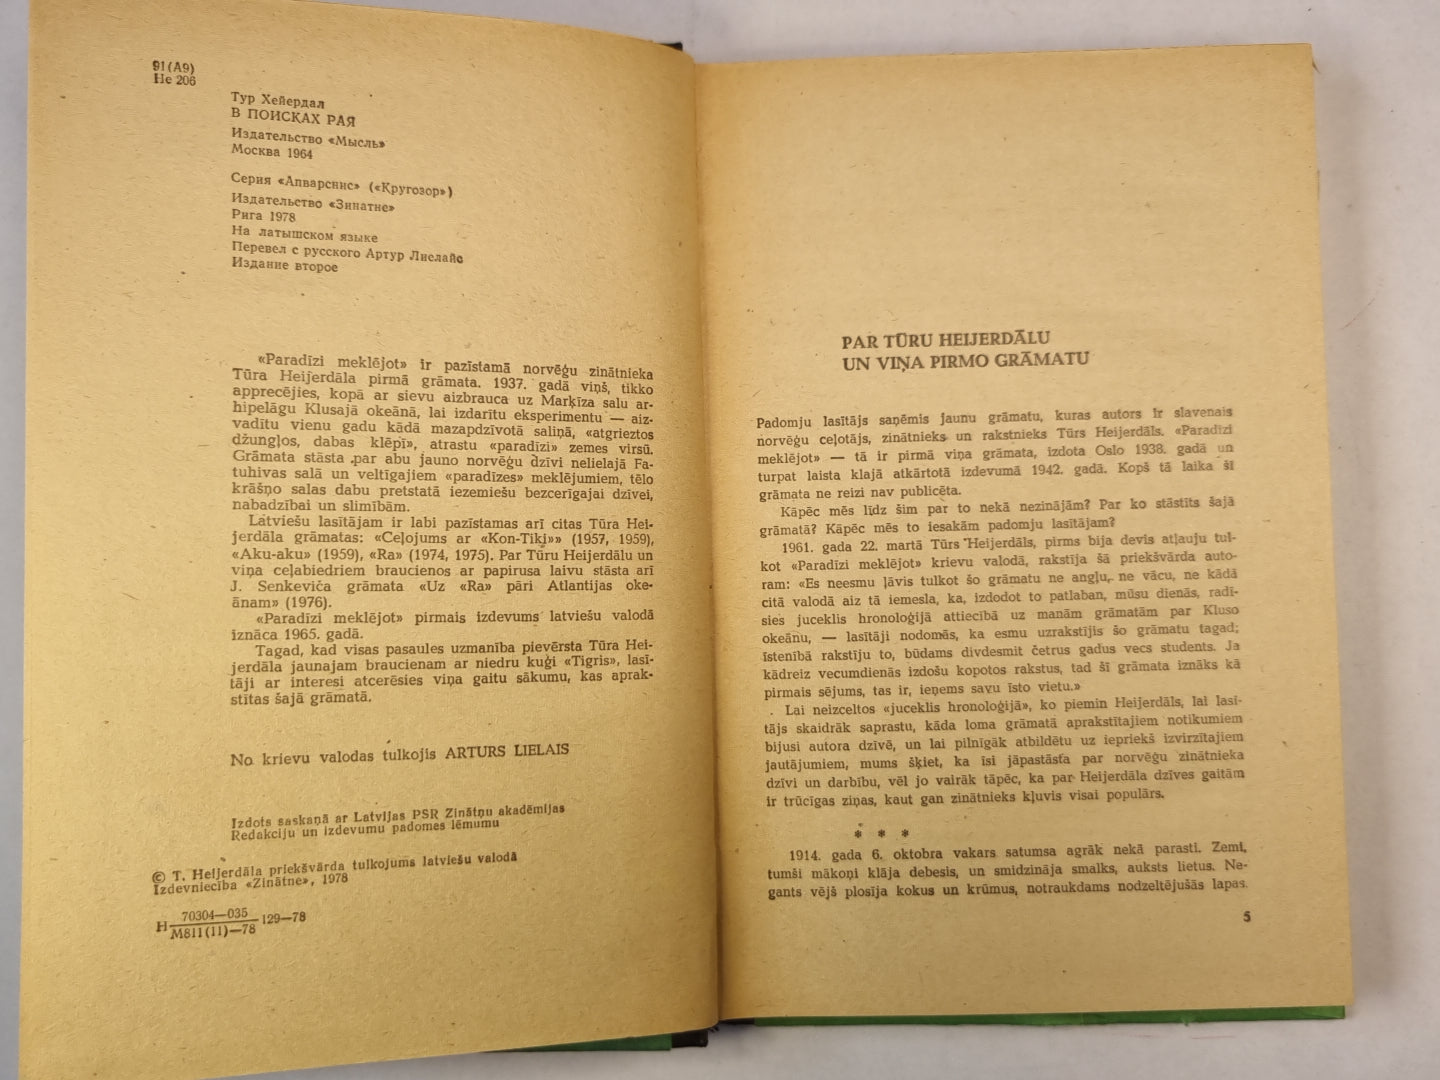 91(A9)
He 206
Тур Хейердал
В ПОИСКАХ РАЯ
Издательство «Мысль»
Москва 1964
Серия «Апварснис» («Кругозор»)
Издательство «Зинатне»
Рига 1978
На латышском языке
Перевел с русского Артур Лиелайс
Издание второе
«Paradīzi meklējot» ir pazīstamā norvēģu zinātnieka
Tūra Heijerdāla pirmā grāmata. 1937. gadā viņš, tikko
apprecējies, kopā ar sievu aizbrauca uz Marķīza salu ar-
hipelāgu Klusajā okeānā, lai izdarītu eksperimentu — aiz-
vadītu vienu gadu kādā mazapdzīvotā saliņā, «atgrieztos
džungļos, dabas klēpī», atrastu «paradīzi» zemes virsū.
Grāmata stāsta par abu jauno norvēģu dzīvi nelielajā Fa-
tuhivas salā un veltīgajiem «paradīzes» meklējumiem, tēlo
krāšņo salas dabu pretstatā iezemiešu bezcerīgajai dzīvei,
nabadzībai un slimībām.
Latviešu lasītājam ir labi pazīstamas arī citas Tūra Hei-
jerdāla grāmatas: «Ceļojums ar «Kon-Tiki»» (1957, 1959),
«Aku-aku» (1959), «Ra» (1974, 1975). Par Tūru Heijerdālu un
viņa ceļabiedriem braucienos ar papirusa laivu stāsta arī
J. Senkeviča grāmata «Uz «Ra» pāri Atlantijas oke-
ānam» (1976).
«Paradīzi meklējot» pirmais izdevums latviešu valodā
iznāca 1965. gadā.
Tagad, kad visas pasaules uzmanība pievērsta Tūra Hei-
jerdāla jaunajam braucienam ar niedru kuģi «Tigris», lasī-
tāji ar interesi atcerēsies viņa gaitu sākumu, kas aprak-
stītas šajā grāmatā.
No krievu valodas tulkojis ARTURS LIELAIS
Izdots saskaņā ar Latvijas PSR Zinātņu akadēmijas
Redakciju un izdevumu padomes lēmumu
© T. Heijerdāla priekšvārda tulkojums latviešu valodā
Izdevniecība «Zinātne», 1978
H 70304—035 129—78
M811(11)—78
PAR TŪRU HEIJERDĀLU
UN VIŅA PIRMO GRĀMATU
Padomju lasītājs saņēmis jaunu grāmatu, kuras autors ir slavenais
norvēģu ceļotājs, zinātnieks un rakstnieks Tūrs Heijerdāls. «Paradīzi
meklējot» — tā ir pirmā viņa grāmata, izdota Oslo 1938. gadā un
turpat laista klajā atkārtotā izdevumā 1942. gadā. Kopš tā laika šī
grāmata ne reizi nav publicēta.
Kāpēc mēs līdz šim par to nekā nezinājām? Par ko stāstīts šajā
grāmatā? Kāpēc mēs to iesakām padomju lasītājam?
1961. gada 22. martā Tūrs Heijerdāls, pirms bija devis atļauju tul-
kot «Paradīzi meklējot» krievu valodā, rakstīja šā priekšvārda auto-
ram: «Es neesmu ļāvis tulkot šo grāmatu ne angļu, ne vācu, ne kādā
citā valodā aiz tā iemesla, ka, izdodot to patlaban, mūsu dienās, radī-
sies juceklis hronoloģijā attiecībā uz manām grāmatām par Kluso
okeānu, — lasītāji nodomās, ka esmu uzrakstījis šo grāmatu tagad;
īstenībā rakstīju to, būdams divdesmit četrus gadus vecs students. Ja
kādreiz vecumdienās izdošu kopotos rakstus, tad šī grāmata iznāks kā
pirmais sējums, tas ir, ieņems savu īsto vietu.»
Lai neizceltos «juceklis hronoloģijā», ko piemin Heijerdāls, lai lasī-
tājs skaidrāk saprastu, kāda loma grāmatā aprakstītajiem notikumiem
bijusi autora dzīvē, un lai pilnīgāk atbildētu uz iepriekš izvirzītajiem
jautājumiem, mums šķiet, ka īsi jāpastāsta par norvēģu zinātnieka
dzīvi un darbību, vēl jo vairāk tāpēc, ka par Heijerdāla dzīves gaitām
ir trūcīgas ziņas, kaut gan zinātnieks kļuvis visai populārs.
* * *
1914. gada 6. oktobra vakars satumsa agrāk nekā parasti. Zemi,
tumši mākoņi klāja debesis, un smidzināja smalks, auksts lietus. Ne-
gants vējš plosīja kokus un krūmus, notraukdams nodzeltējušās lapas.
5